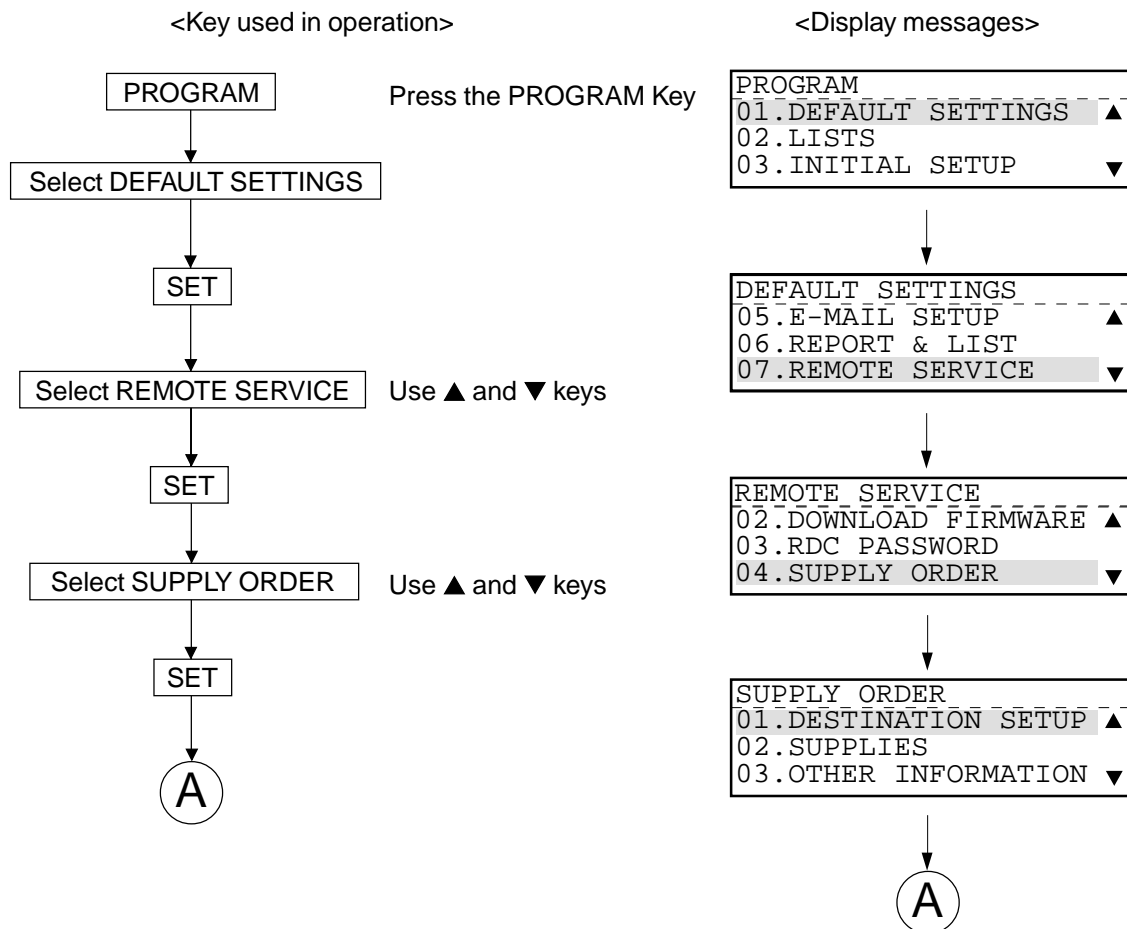 <Key used in operation>
<Display messages>
PROGRAM
Press the PROGRAM Key
PROGRAM
01.DEFAULT SETTINGS ▲
02.LISTS
03.INITIAL SETUP ▼
Select DEFAULT SETTINGS
SET
DEFAULT SETTINGS
05.E-MAIL SETUP ▲
06.REPORT & LIST
07.REMOTE SERVICE ▼
Select REMOTE SERVICE
Use ▲ and ▼ keys
SET
REMOTE SERVICE
02.DOWNLOAD FIRMWARE ▲
03.RDC PASSWORD
04.SUPPLY ORDER ▼
Select SUPPLY ORDER
Use ▲ and ▼ keys
SET
SUPPLY ORDER
01.DESTINATION SETUP ▲
02.SUPPLIES
03.OTHER INFORMATION ▼
A
A